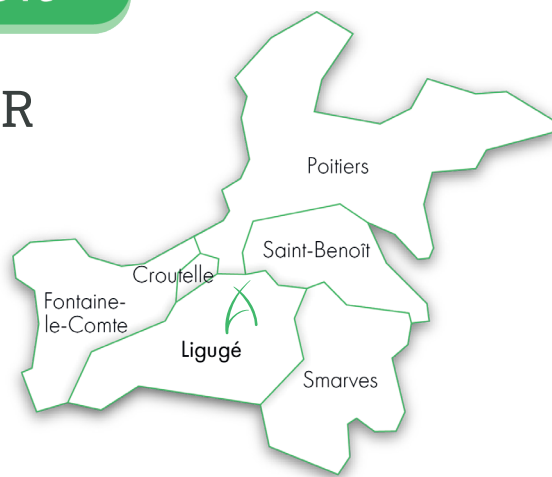 R
Poitiers
Saint-Benoît
Croutelle
Fontaine-
le-Comte
Ligugé
Smarves